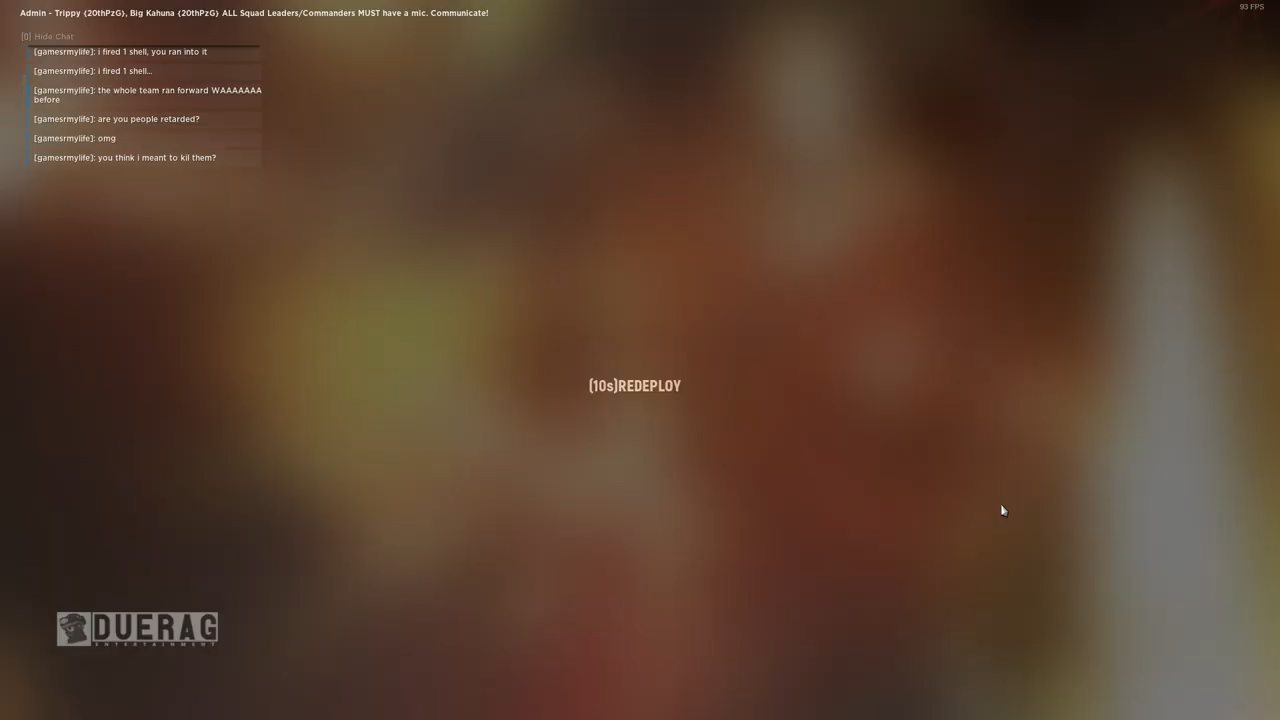 Admin - Trippy {20thPzG}, Big Kahuna {20thPzG} ALL Squad Leaders/Commanders MUST have a mic. Communicate!
93 FPS
[0] Hide Chat
[gamesrmylife]: i fired 1 shell, you ran into it
[gamesrmylife]: i fired 1 shell...
[gamesrmylife]: the whole team ran forward WAAAAAAA
before
[gamesrmylife]: are you people retarded?
[gamesrmylife]: omg
[gamesrmylife]: you think i meant to kil them?
(10s)REDEPLOY
DUERAG
ENTERTAINMENT